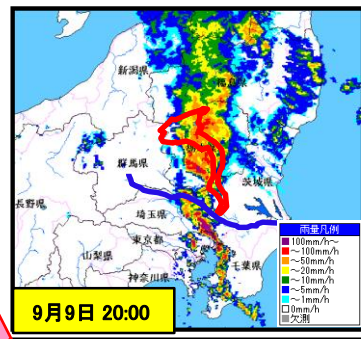 新潟県
福島県
栃木県
群馬県
茨城県
長野県
埼玉県
東京都
山梨県
千葉県
神奈川県
雨量凡例
100mm/h～
～100mm/h
～50mm/h
～20mm/h
～10mm/h
～5mm/h
～1mm/h
0mm/h
欠測
9月9日 20:00